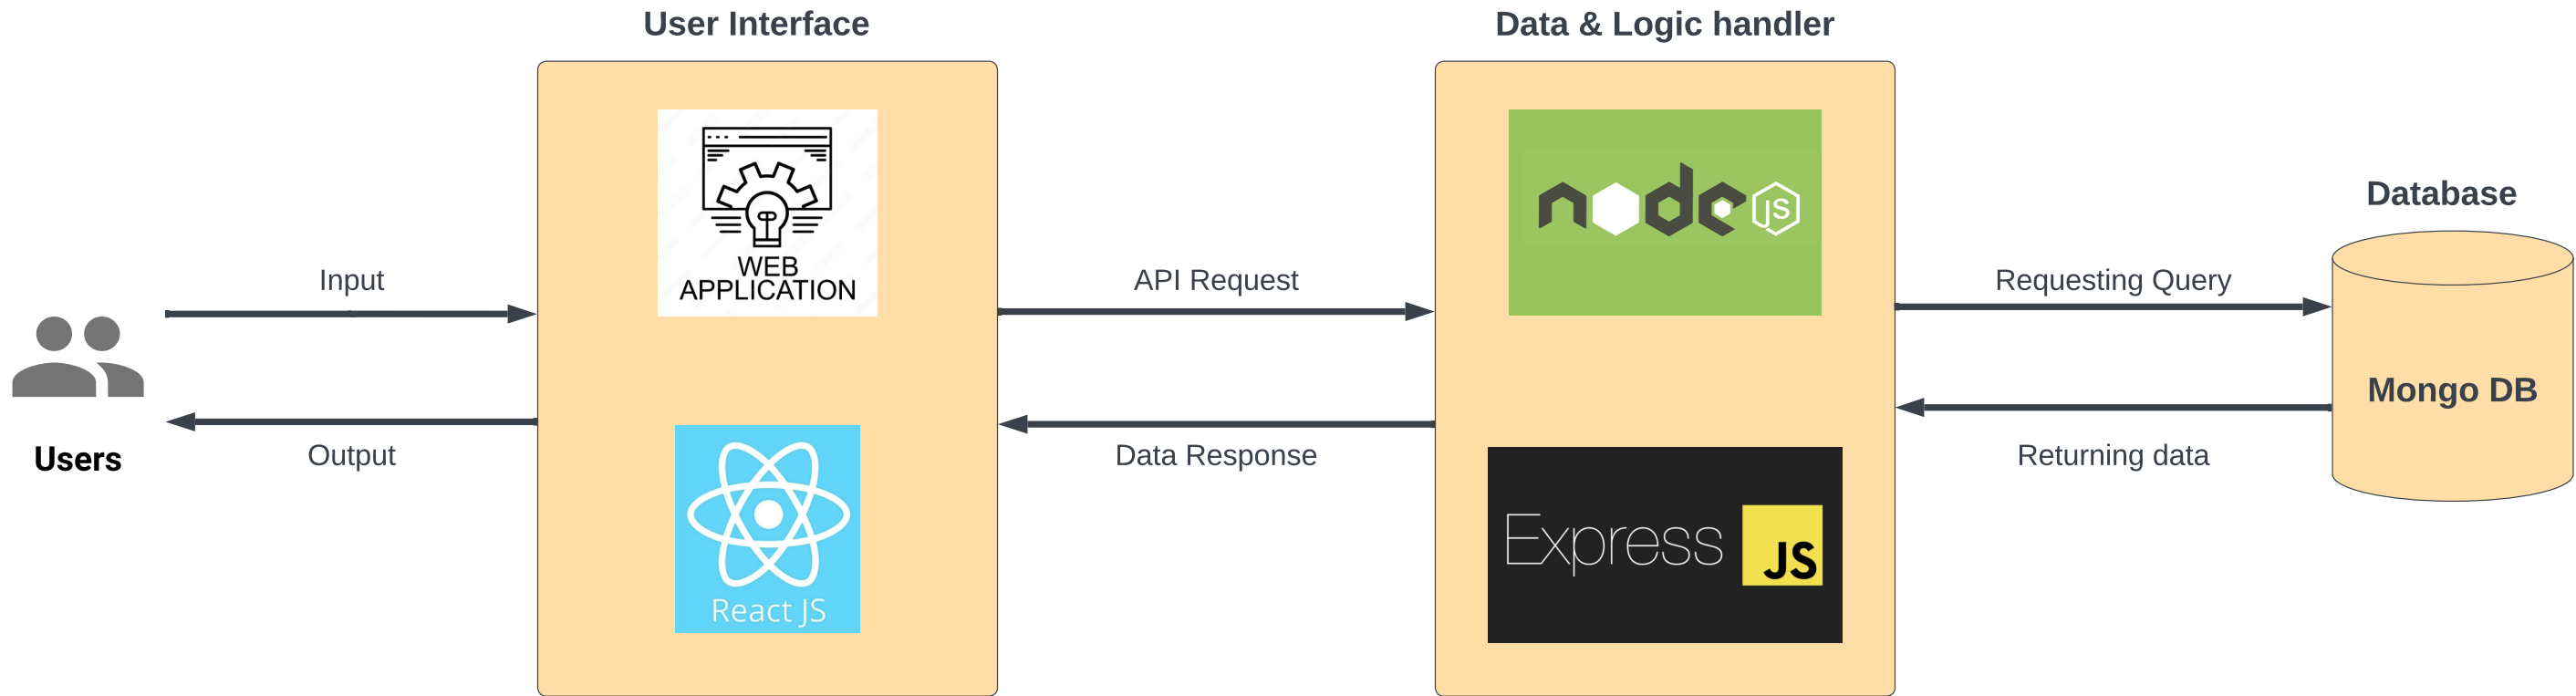 User Interface
Data & Logic handler
WEB
APPLICATION
node
JS
Database
Input
API Request
Requesting Query
Mongo DB
Users
Output
Data Response
Returning data
Express
JS
React JS